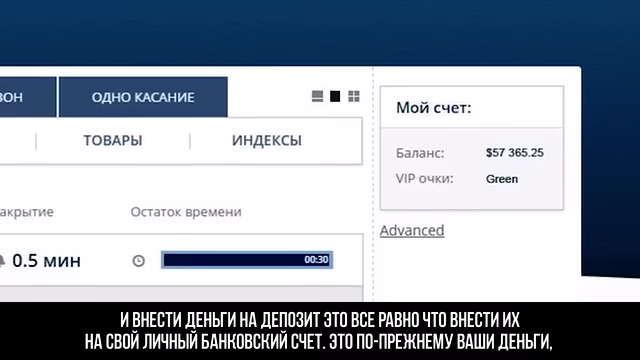 ОДНО КАСАНИЕ
Мой счет:
ТОВАРЫ
ИНДЕКСЫ
Баланс: $57 365.25
VIP очки: Green
Остаток времени
Advanced
0.5 мин
00:30
И ВНЕСТИ ДЕНЬГИ НА ДЕПОЗИТ ЭТО ВСЕ РАВНО ЧТО ВНЕСТИ ИХ
НА СВОЙ ЛИЧНЫЙ БАНКОВСКИЙ СЧЕТ. ЭТО ПО-ПРЕЖНЕМУ ВАШИ ДЕНЬГИ,